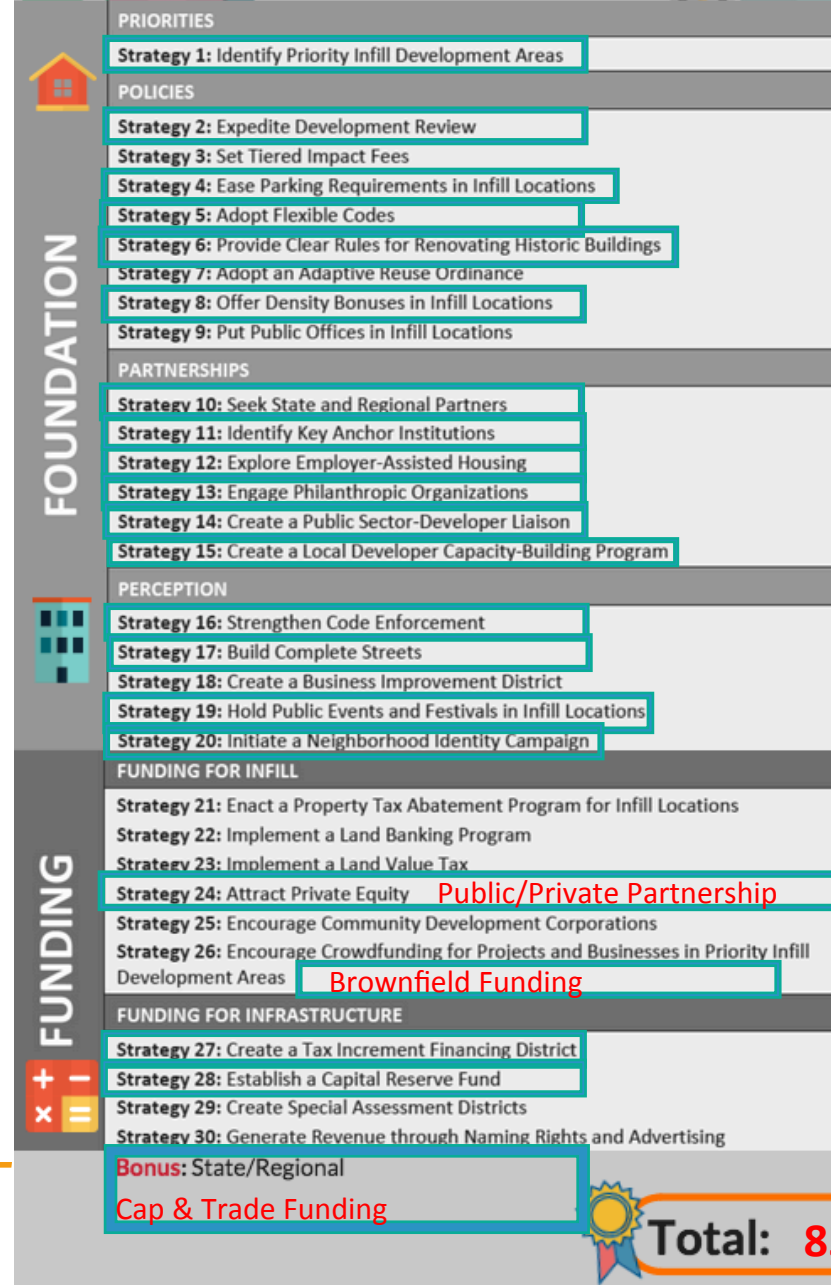 PRIORITIES
Strategy 1: Identify Priority Infill Development Areas
POLICIES
Strategy 2: Expedite Development Review
Strategy 3: Set Tiered Impact Fees
Strategy 4: Ease Parking Requirements in Infill Locations
Strategy 5: Adopt Flexible Codes
Strategy 6: Provide Clear Rules for Renovating Historic Buildings
Strategy 7: Adopt an Adaptive Reuse Ordinance
Strategy 8: Offer Density Bonuses in Infill Locations
Strategy 9: Put Public Offices in Infill Locations
FOUNDATION
PARTNERSHIPS
Strategy 10: Seek State and Regional Partners
Strategy 11: Identify Key Anchor Institutions
Strategy 12: Explore Employer-Assisted Housing
Strategy 13: Engage Philanthropic Organizations
Strategy 14: Create a Public Sector-Developer Liaison
Strategy 15: Create a Local Developer Capacity-Building Program
PERCEPTION
Strategy 16: Strengthen Code Enforcement
Strategy 17: Build Complete Streets
Strategy 18: Create a Business Improvement District
Strategy 19: Hold Public Events and Festivals in Infill Locations
Strategy 20: Initiate a Neighborhood Identity Campaign
FUNDING FOR INFILL
Strategy 21: Enact a Property Tax Abatement Program for Infill Locations
Strategy 22: Implement a Land Banking Program
Strategy 23: Implement a Land Value Tax
Strategy 24: Attract Private Equity Public/Private Partnership
Strategy 25: Encourage Community Development Corporations
Strategy 26: Encourage Crowdfunding for Projects and Businesses in Priority Infill
Development Areas Brownfield Funding
FUNDING
FUNDING FOR INFRASTRUCTURE
Strategy 27: Create a Tax Increment Financing District
Strategy 28: Establish a Capital Reserve Fund
Strategy 29: Create Special Assessment Districts
Strategy 30: Generate Revenue through Naming Rights and Advertising
Bonus: State/Regional
Cap & Trade Funding
Total: